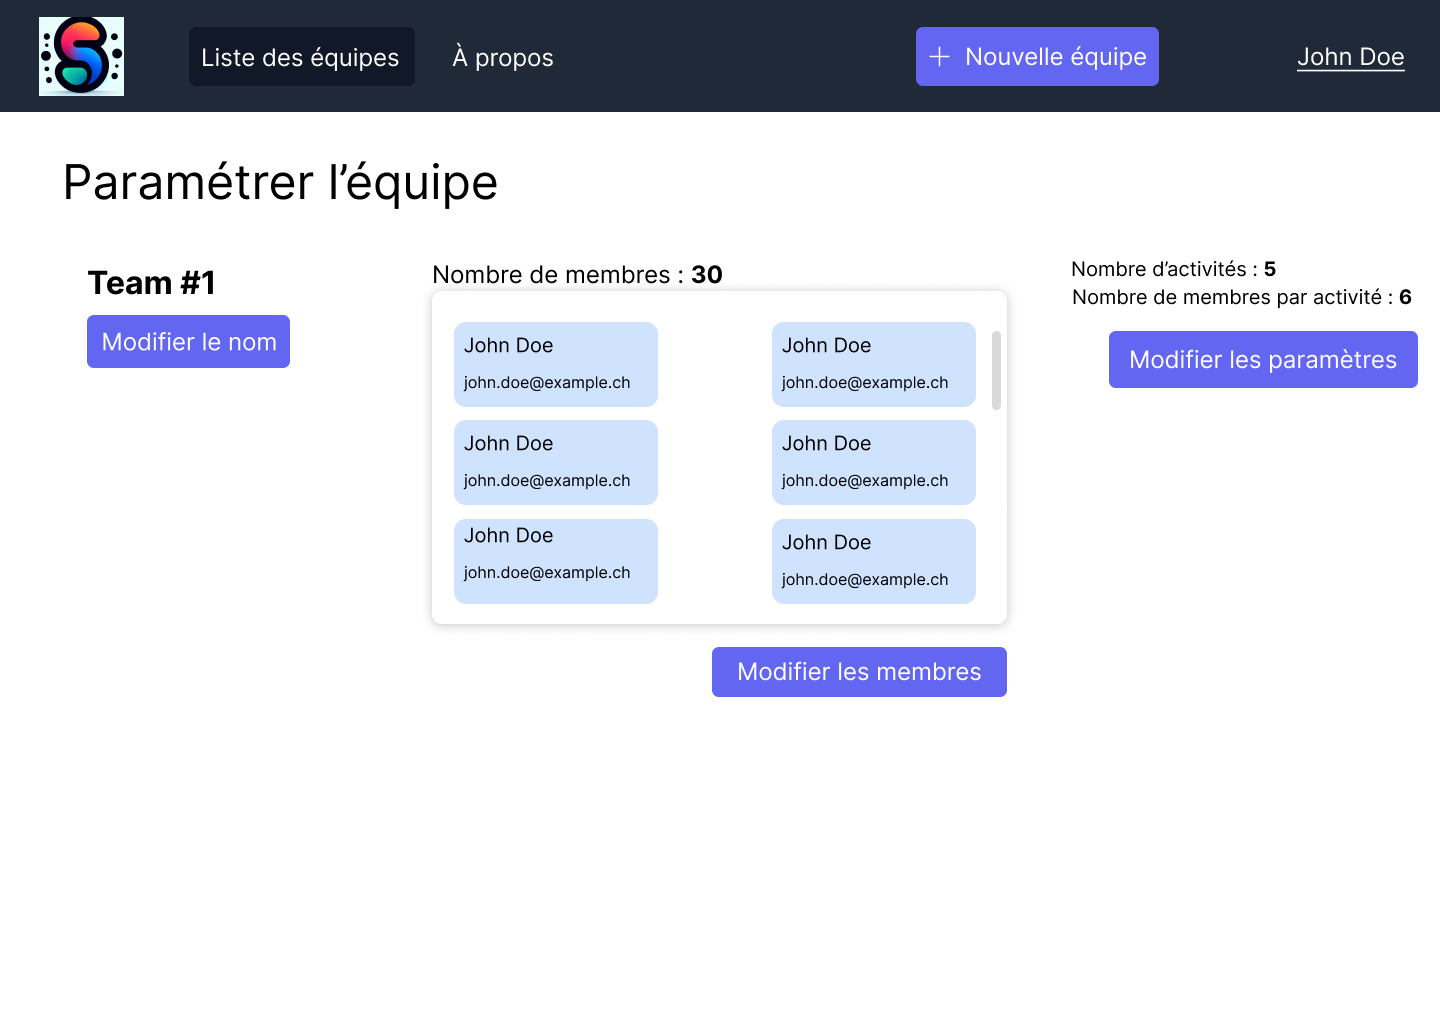 Liste des équipes
À propos
Nouvelle équipe
John Doe
Paramétrer l’équipe
Team #1
Modifier le nom
Nombre de membres : 30
John Doe
john.doe@example.ch
John Doe
john.doe@example.ch
John Doe
john.doe@example.ch
John Doe
john.doe@example.ch
John Doe
john.doe@example.ch
John Doe
john.doe@example.ch
Modifier les membres
Nombre d’activités : 5
Nombre de membres par activité : 6
Modifier les paramètres